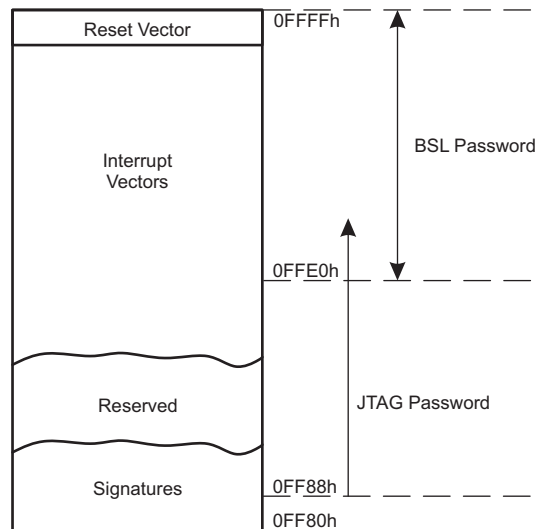 Reset Vector
0FFFFh
BSL Password
Interrupt
Vectors
0FFE0h
Reserved
JTAG Password
Signatures
0FF88h
0FF80h